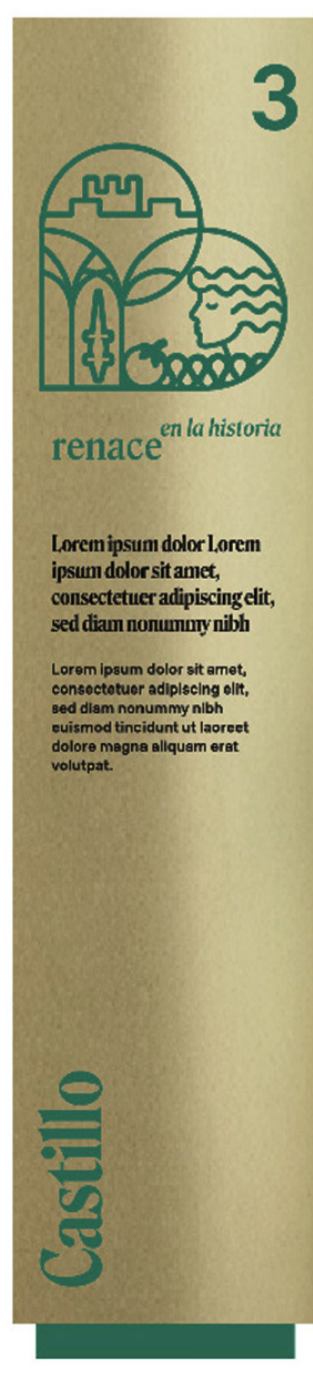 3
en la historia
renace
Lorem ipsum dolor Lorem
ipsum dolor sit amet,
consectetuer adipiscing elit,
sed diam nonummy nibh
Lorem ipsum dolor sit amet,
consectetuer adipiscing elit,
sed diam nonummy nibh
euismod tincidunt ut laoreet
dolore magna aliquam erat
volutpat.
Castillo